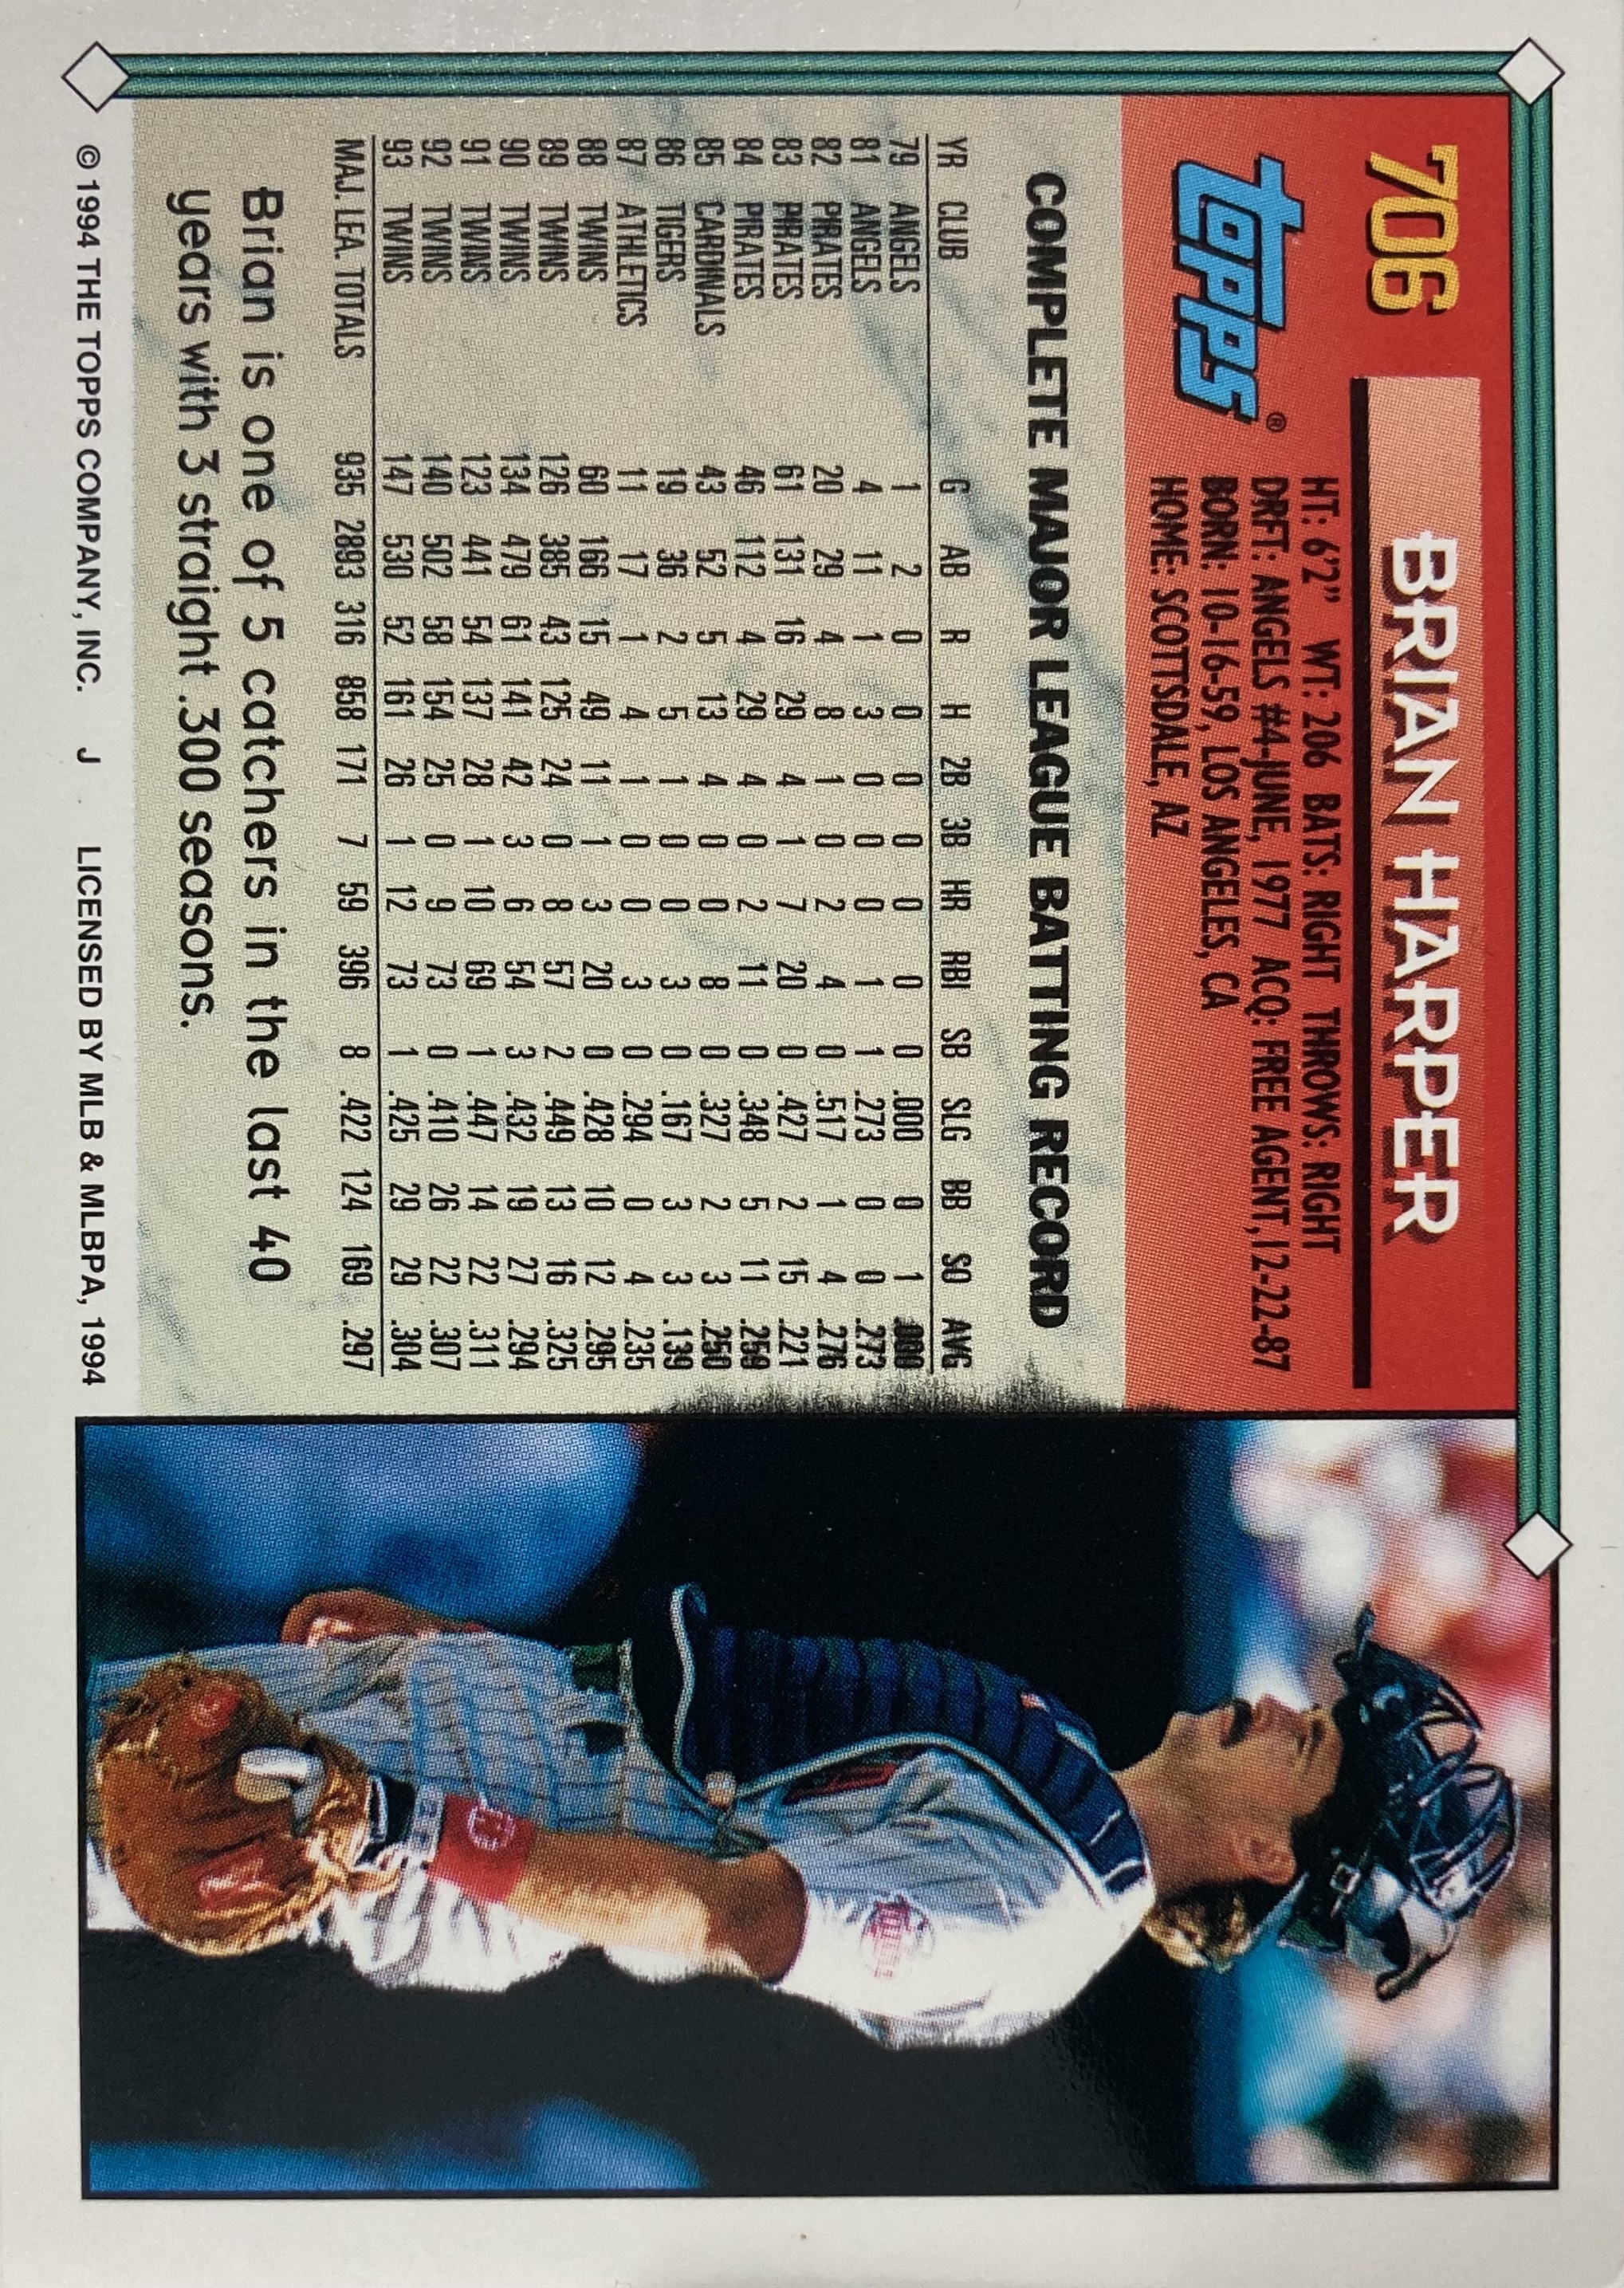 706
BRIAN HARPER
TOPPS®
HT: 6'2" WT: 206 BATS: RIGHT THROWS: RIGHT
DRFT: ANGELS #4-JUNE, 1977 ACQ: FREE AGENT, 12-22-87
BORN: 10-16-59, LOS ANGELES, CA
HOME: SCOTTSDALE, AZ
COMPLETE MAJOR LEAGUE BATTING RECORD
YR CLUB G AB R H 2B 3B HR RBI SB SLG BB SO AVG
79 ANGELS 1 2 0 0 0 0 0 0 0 .000 0 1 .000
81 ANGELS 4 11 1 3 0 0 0 1 1 .273 0 0 .273
82 PIRATES 20 29 4 8 1 0 2 4 0 .517 1 4 .276
83 PIRATES 61 131 16 29 4 1 7 20 0 .427 2 15 .221
84 PIRATES 46 112 4 29 4 0 2 11 0 .348 5 11 .259
85 CARDINALS 43 52 5 13 4 0 0 8 0 .327 2 3 .250
86 TIGERS 19 36 2 5 1 0 0 3 0 .167 3 3 .139
87 ATHLETICS 11 17 1 4 1 0 0 3 0 .294 0 4 .235
88 TWINS 60 166 15 49 11 1 3 20 0 .428 10 12 .295
89 TWINS 126 385 43 125 24 0 8 57 2 .449 13 16 .325
90 TWINS 134 479 61 141 42 3 6 54 3 .432 19 27 .294
91 TWINS 123 441 54 137 28 1 10 69 1 .447 14 22 .311
92 TWINS 140 502 58 154 25 0 9 73 0 .410 26 22 .307
93 TWINS 147 530 52 161 26 1 12 73 1 .425 29 29 .304
MAJ. LEA. TOTALS 935 2893 316 858 171 7 59 396 8 .422 124 169 .297
Brian is one of 5 catchers in the last 40
years with 3 straight .300 seasons.
© 1994 THE TOPPS COMPANY, INC. J LICENSED BY MLB & MLBPA, 1994